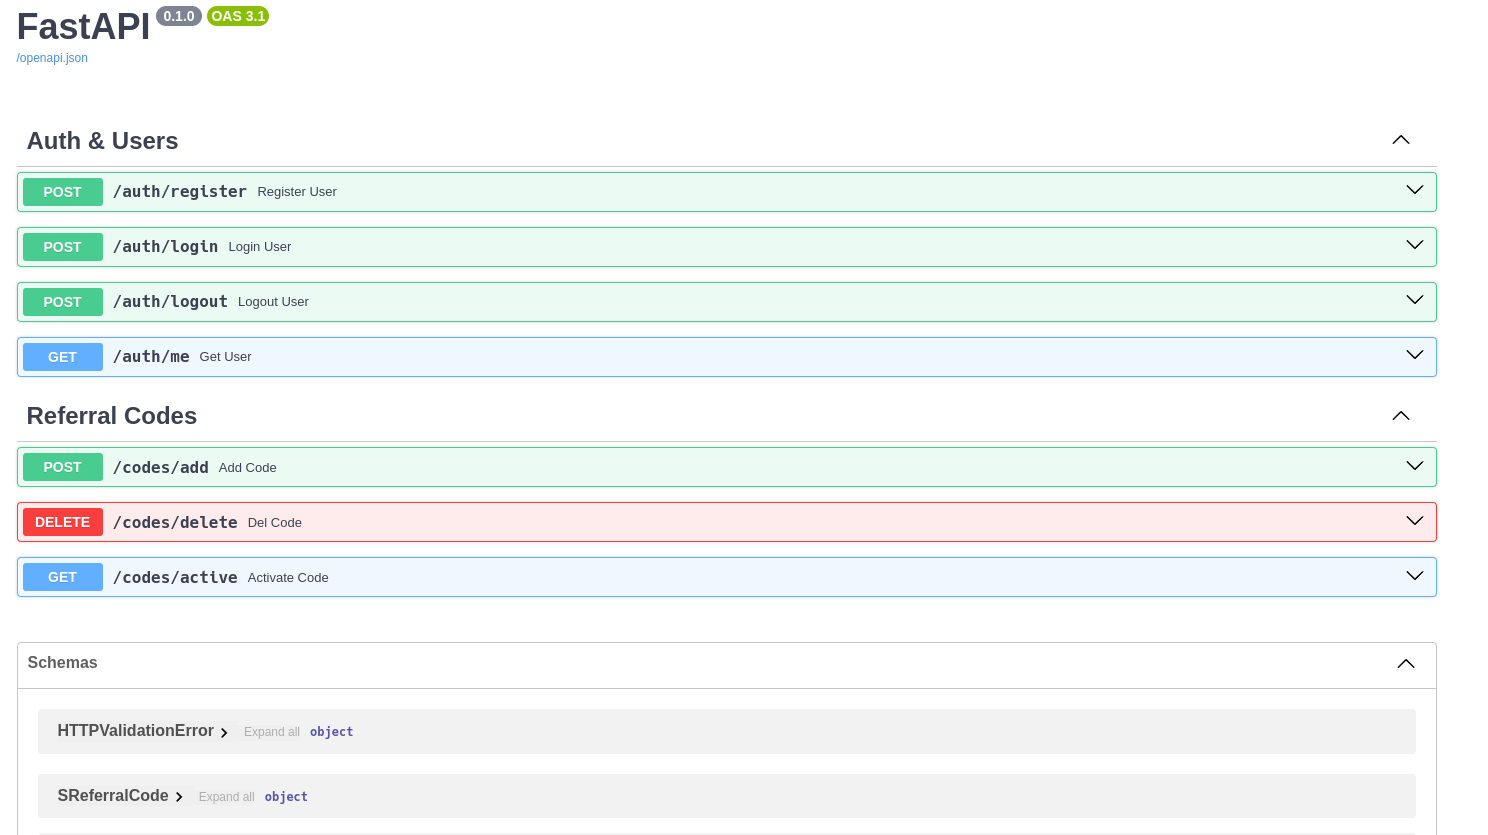 FastAPI 0.1.0 OAS 3.1
/openapi.json
Auth & Users
POST /auth/register Register User
POST /auth/login Login User
POST /auth/logout Logout User
GET /auth/me Get User
Referral Codes
POST /codes/add Add Code
DELETE /codes/delete Del Code
GET /codes/active Activate Code
Schemas
HTTPValidationError Expand all object
SReferralCode Expand all object